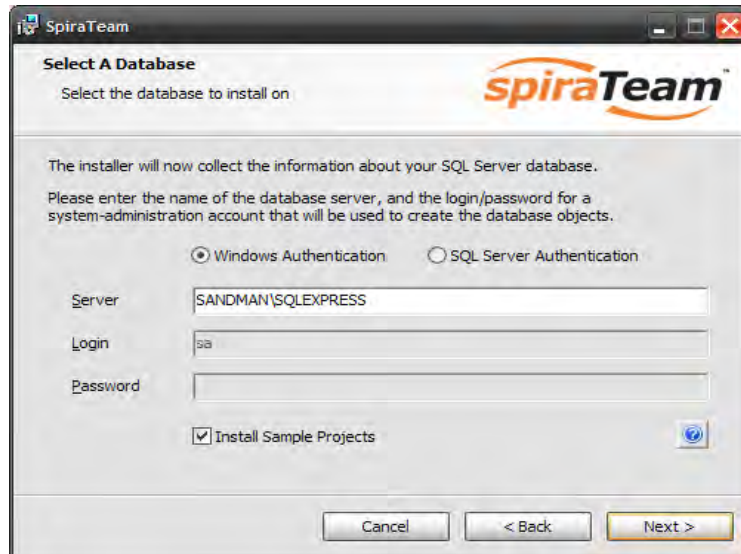 SpiraTeam
Select A Database
Select the database to install on
spiraTeam™
The installer will now collect the information about your SQL Server database.
Please enter the name of the database server, and the login/password for a
system-administration account that will be used to create the database objects.
Windows Authentication SQL Server Authentication
Server SANDMAN\SQLEXPRESS
Login sa
Password
Install Sample Projects ?
Cancel < Back Next >